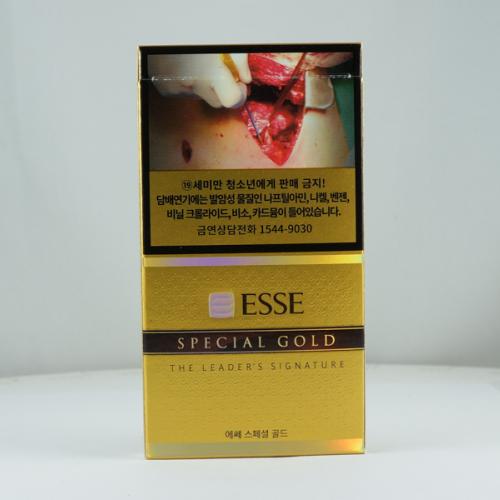 ⑲세미만 청소년에게 판매 금지!
담배연기에는 발암성 물질인 나프틸아민, 니켈, 벤젠,
비닐 크롤라이드, 비소, 카드뮴이 들어있습니다.
금연상담전화 1544-9030
ESSE
SPECIAL GOLD
THE LEADER'S SIGNATURE
에쎄 스페셜 골드